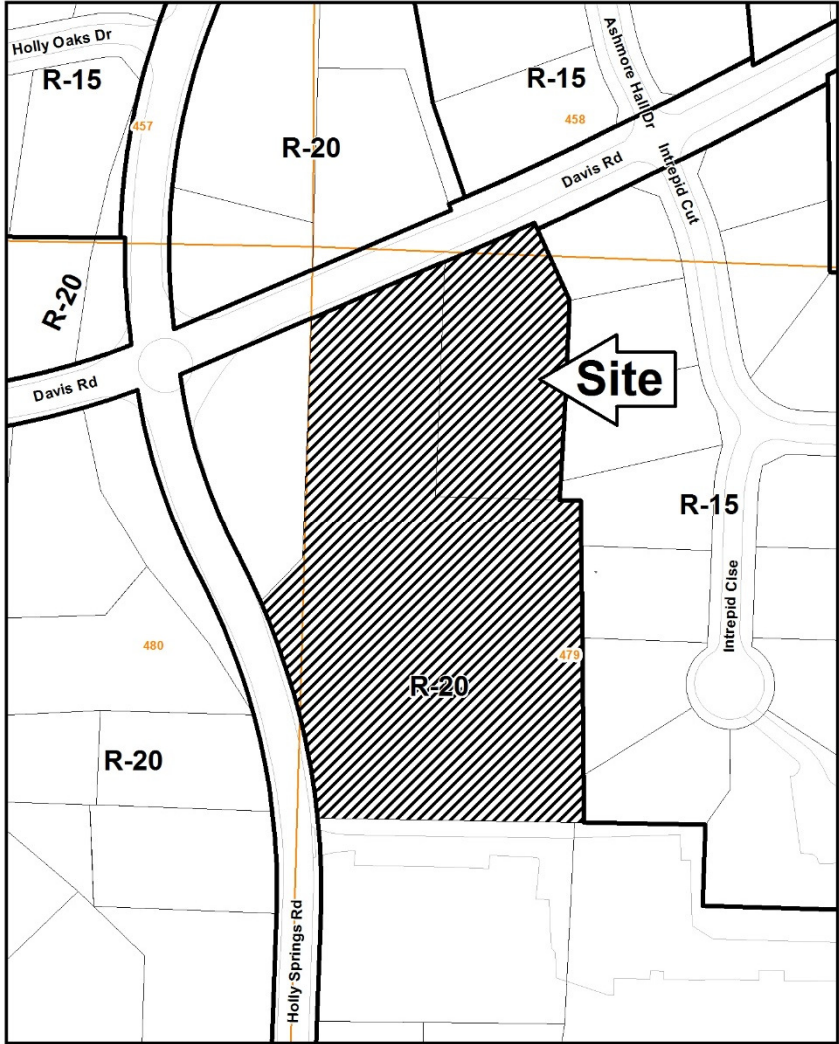 Holly Oaks Dr
R-15
457
R-20
R-15
Ashmore Hall Dr
458
Davis Rd
Intrepid Cut
R-20
Davis Rd
Site
R-15
Intrepid Clse
480
479
R-20
R-20
Holly Springs Rd